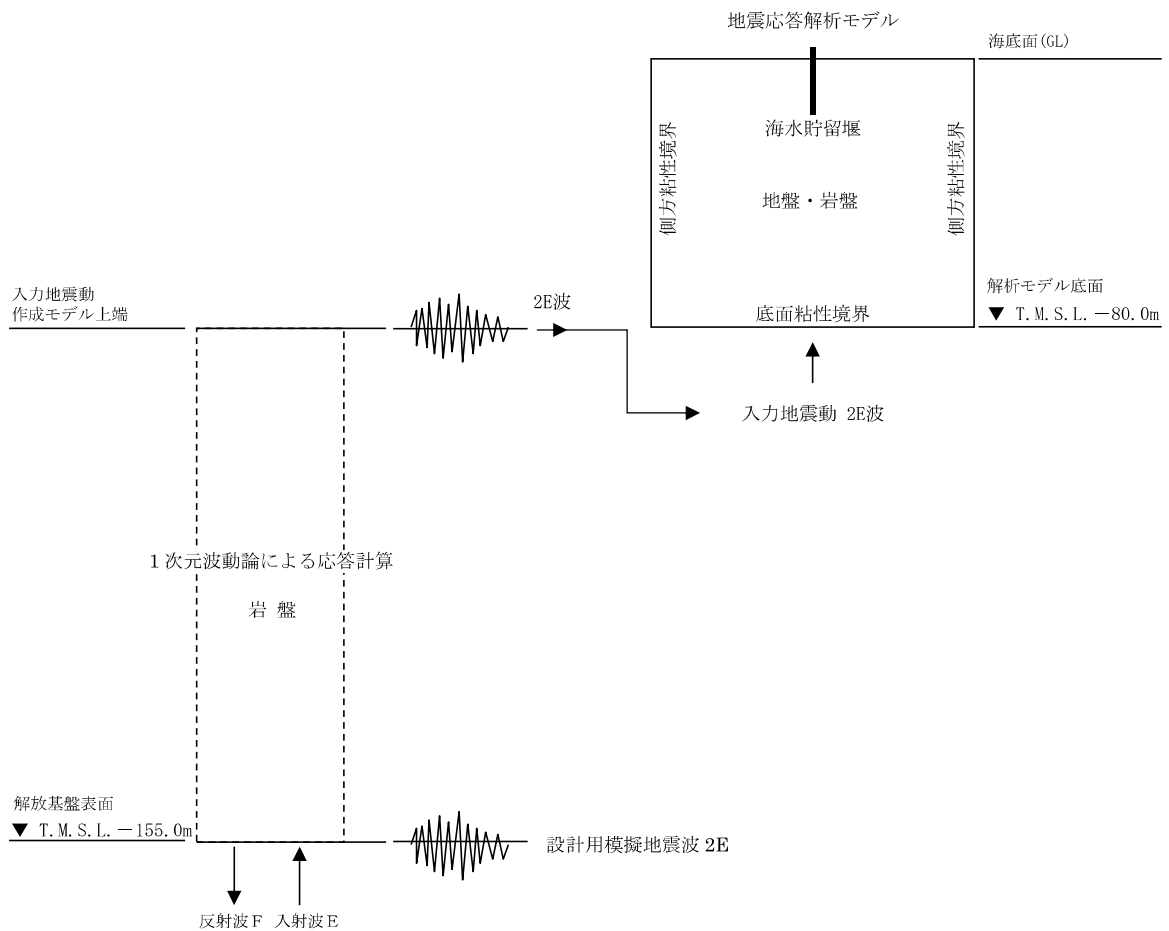 地震応答解析モデル
海底面(GL)
海水貯留堰
側方粘性境界
側方粘性境界
地盤・岩盤
入力地震動
作成モデル上端
2E波
底面粘性境界
解析モデル底面
▼ T.M.S.L.－80.0m
入力地震動 2E波
1次元波動論による応答計算
岩 盤
解放基盤表面
▼ T.M.S.L.－155.0m
設計用模擬地震波 2E
反射波F 入射波E